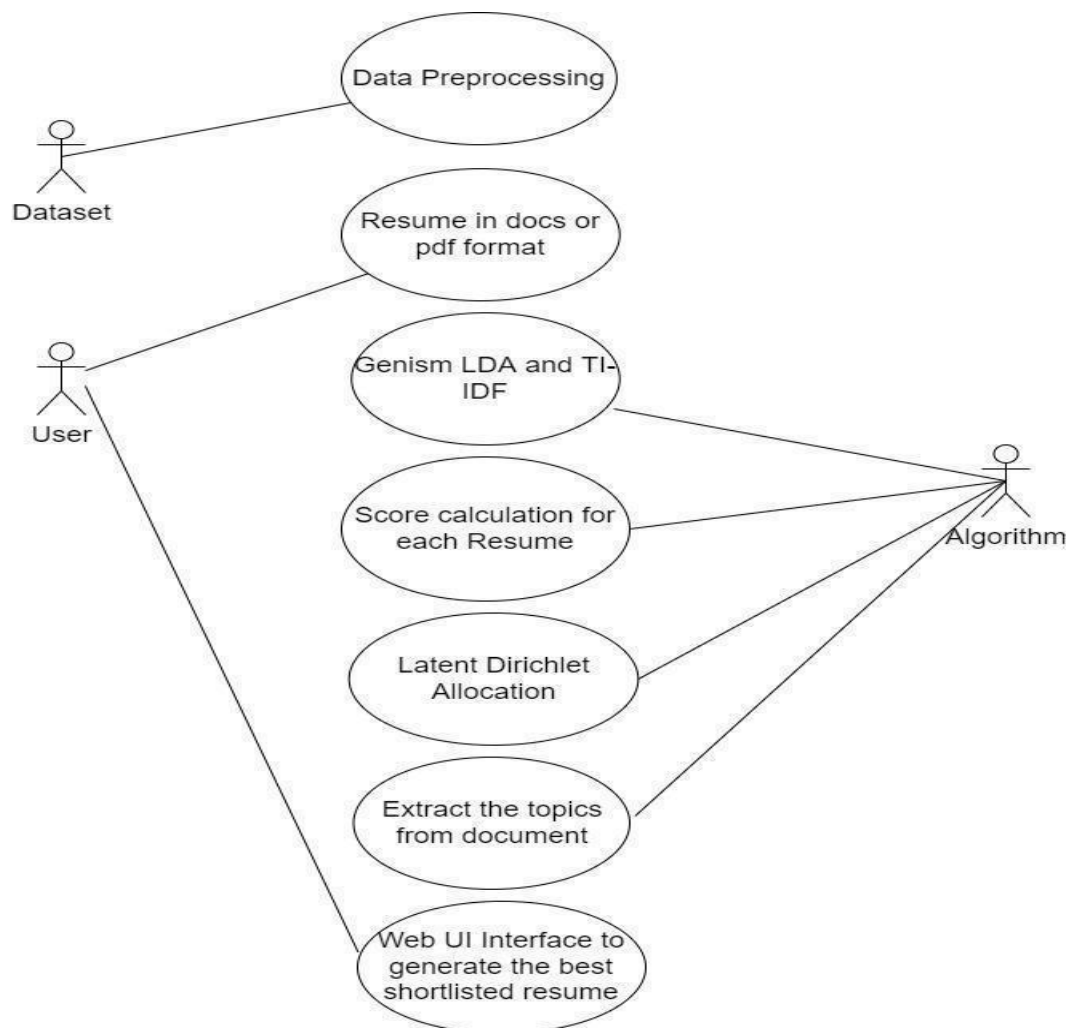 Data Preprocessing
Dataset
Resume in docs or
pdf format
User
Genism LDA and TI-
IDF
Score calculation for
each Resume
Algorithm
Latent Dirichlet
Allocation
Extract the topics
from document
Web UI Interface to
generate the best
shortlisted resume